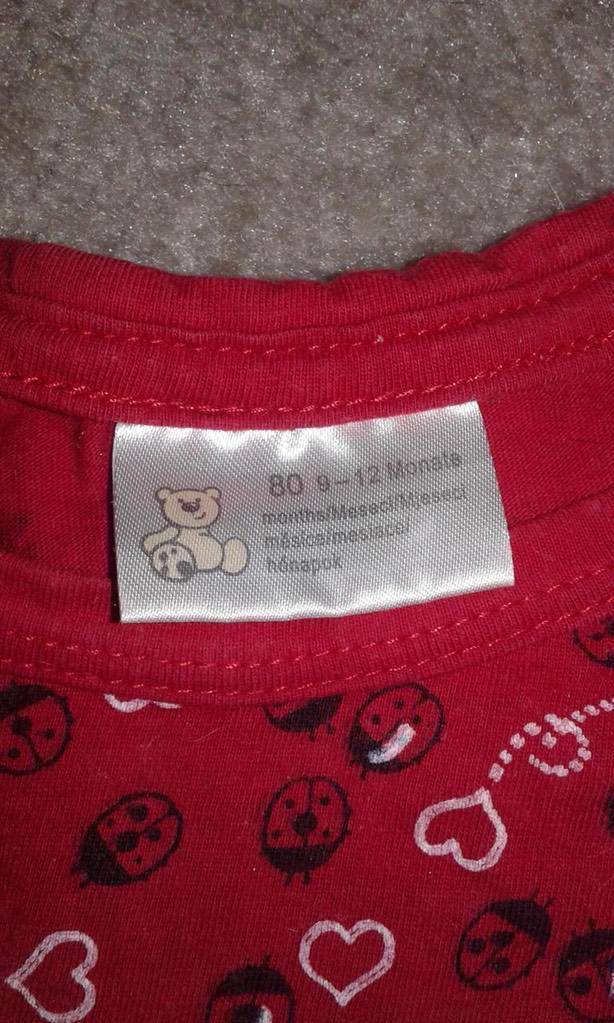 80 9-12 Monate
months/Meseci/Mjeseci
měsíce/mesiace/
hónapok